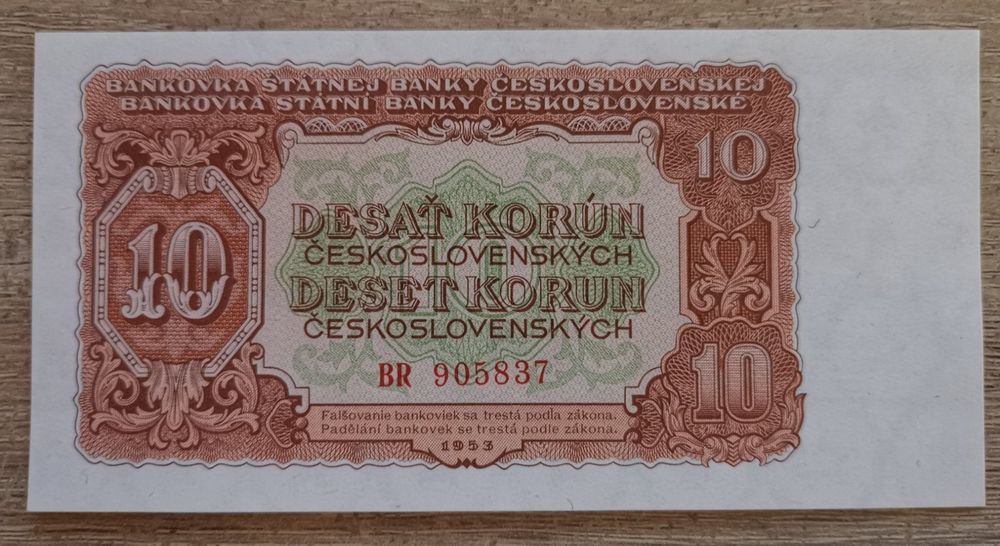 BANKOVKA ŠTÁTNEJ BANKY ČESKOSLOVENSKEJ
BANKOVKA STÁTNÍ BANKY ČESKOSLOVENSKÉ
10
10
DESAŤ KORÚN
ČESKOSLOVENSKÝCH
10
DESET KORUN
ČESKOSLOVENSKÝCH
BR 905837
10
Falšovanie bankoviek sa trestá podľa zákona.
Padělání bankovek se trestá podle zákona.
1953